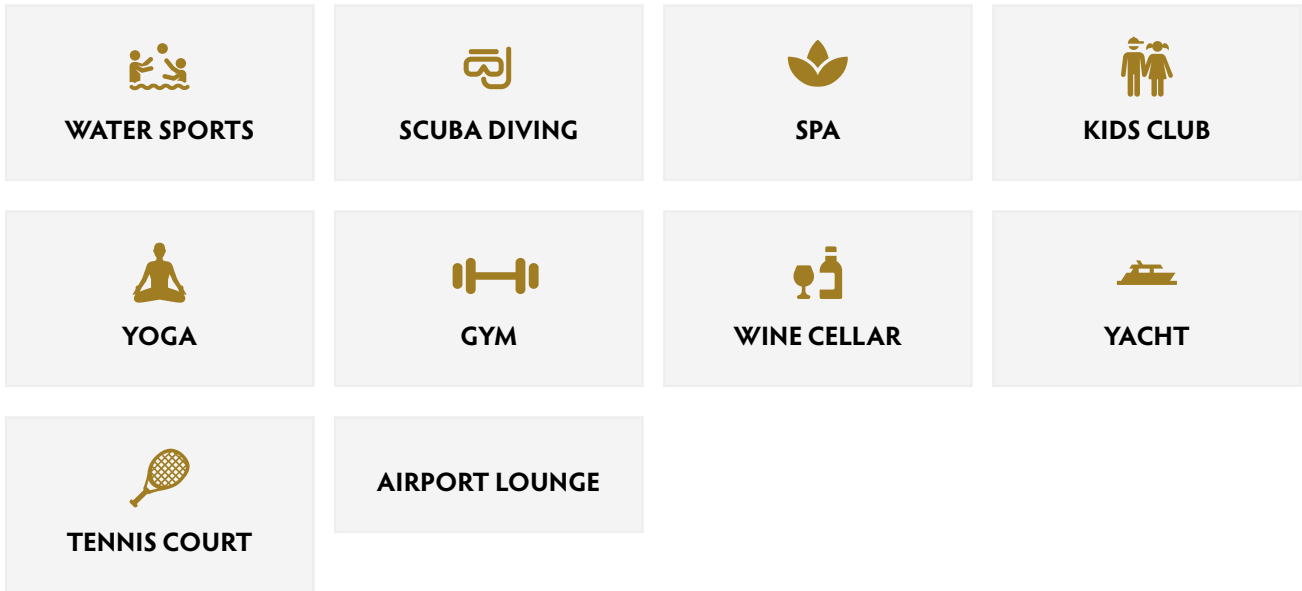 WATER SPORTS
SCUBA DIVING
SPA
KIDS CLUB
YOGA
GYM
WINE CELLAR
YACHT
TENNIS COURT
AIRPORT LOUNGE